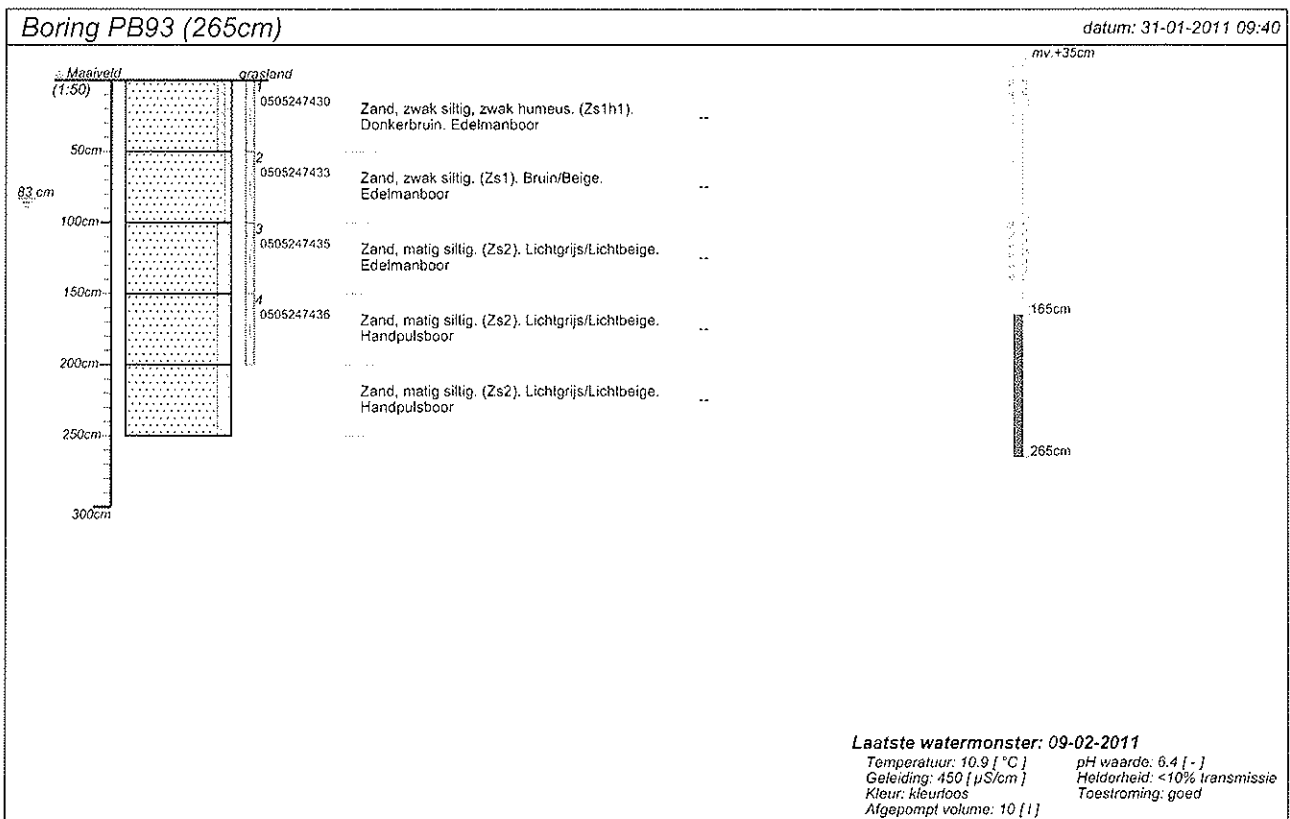 Boring PB93 (265cm)
datum: 31-01-2011 09:40
mv.+35cm
Maaiveld
grasland
(1:50)
1
0505247430
Zand, zwak siltig, zwak humeus. (Zs1h1).
Donkerbruin. Edelmanboor
--
50cm
2
0505247433
Zand, zwak siltig. (Zs1). Bruin/Beige.
Edelmanboor
--
83 cm
100cm
3
0505247435
Zand, matig siltig. (Zs2). Lichtgrijs/Lichtbeige.
Edelmanboor
--
150cm
4
0505247436
Zand, matig siltig. (Zs2). Lichtgrijs/Lichtbeige.
Handpulsboor
--
165cm
200cm
Zand, matig siltig. (Zs2). Lichtgrijs/Lichtbeige.
Handpulsboor
--
250cm
265cm
300cm
Laatste watermonster: 09-02-2011
Temperatuur: 10.9 [ °C ]
pH waarde: 6.4 [ - ]
Geleiding: 450 [ µS/cm ]
Helderheid: <10% transmissie
Kleur: kleurloos
Toestroming: goed
Afgepompt volume: 10 [ l ]